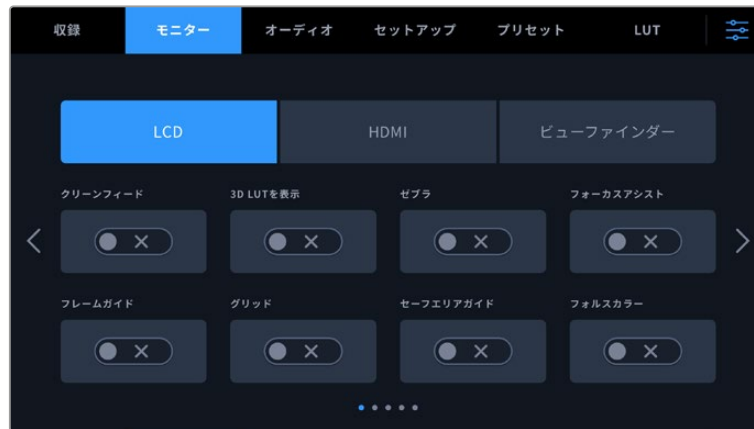 収録 モニター オーディオ セットアップ プリセット LUT
LCD HDMI ビューファインダー
クリーンフィード 3D LUTを表示 ゼブラ フォーカスアシスト
フレームガイド グリッド セーフエリアガイド フォルスカラー